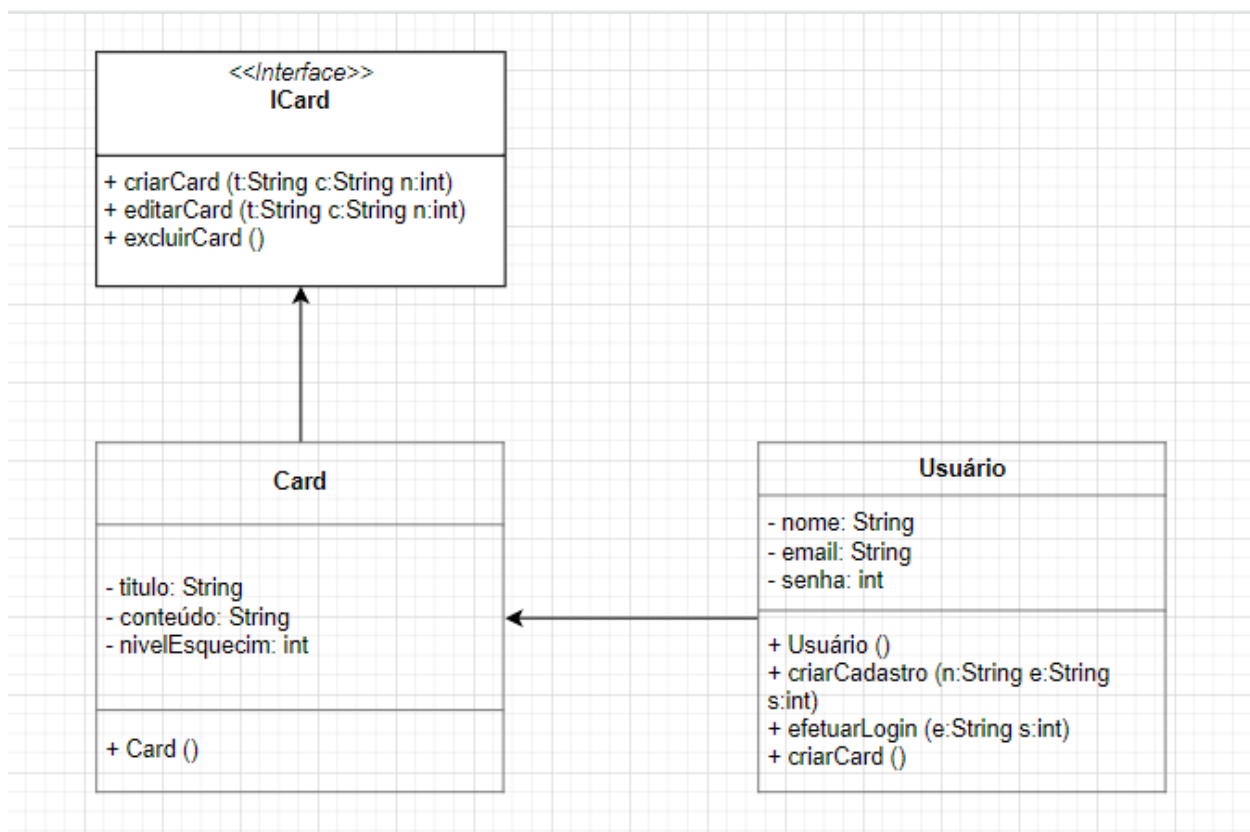 <<Interface>>
ICard
+ criarCard (t:String c:String n:int)
+ editarCard (t:String c:String n:int)
+ excluirCard ()
Card
- titulo: String
- conteúdo: String
- nivelEsquecim: int
+ Card ()
Usuário
- nome: String
- email: String
- senha: int
+ Usuário ()
+ criarCadastro (n:String e:String
s:int)
+ efetuarLogin (e:String s:int)
+ criarCard ()